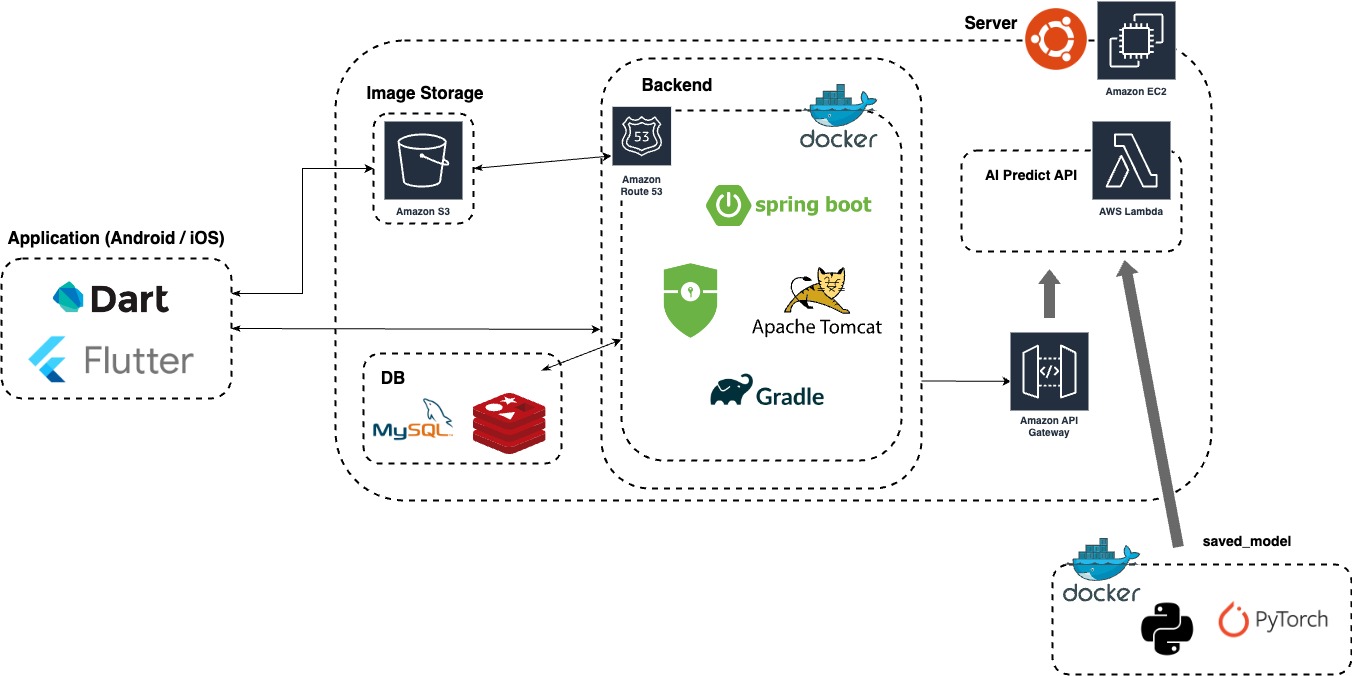 Server
Amazon EC2
Backend
Image Storage
docker
53
Amazon
Route 53
Amazon S3
AI Predict API
AWS Lambda
spring boot
Application (Android / iOS)
Dart
Flutter
Apache Tomcat
DB
MySQL
Gradle
</>
Amazon API
Gateway
saved_model
docker
PyTorch